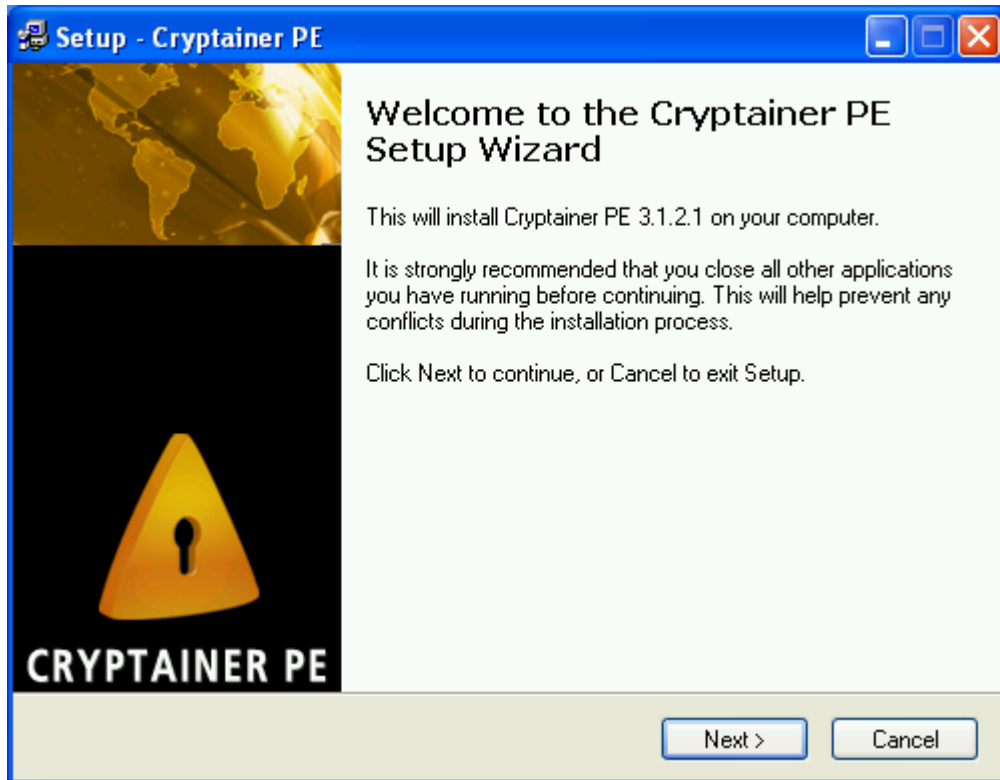 Setup - Cryptainer PE
Welcome to the Cryptainer PE
Setup Wizard
This will install Cryptainer PE 3.1.2.1 on your computer.
It is strongly recommended that you close all other applications
you have running before continuing. This will help prevent any
conflicts during the installation process.
Click Next to continue, or Cancel to exit Setup.
CRYPTAINER PE
Next >
Cancel